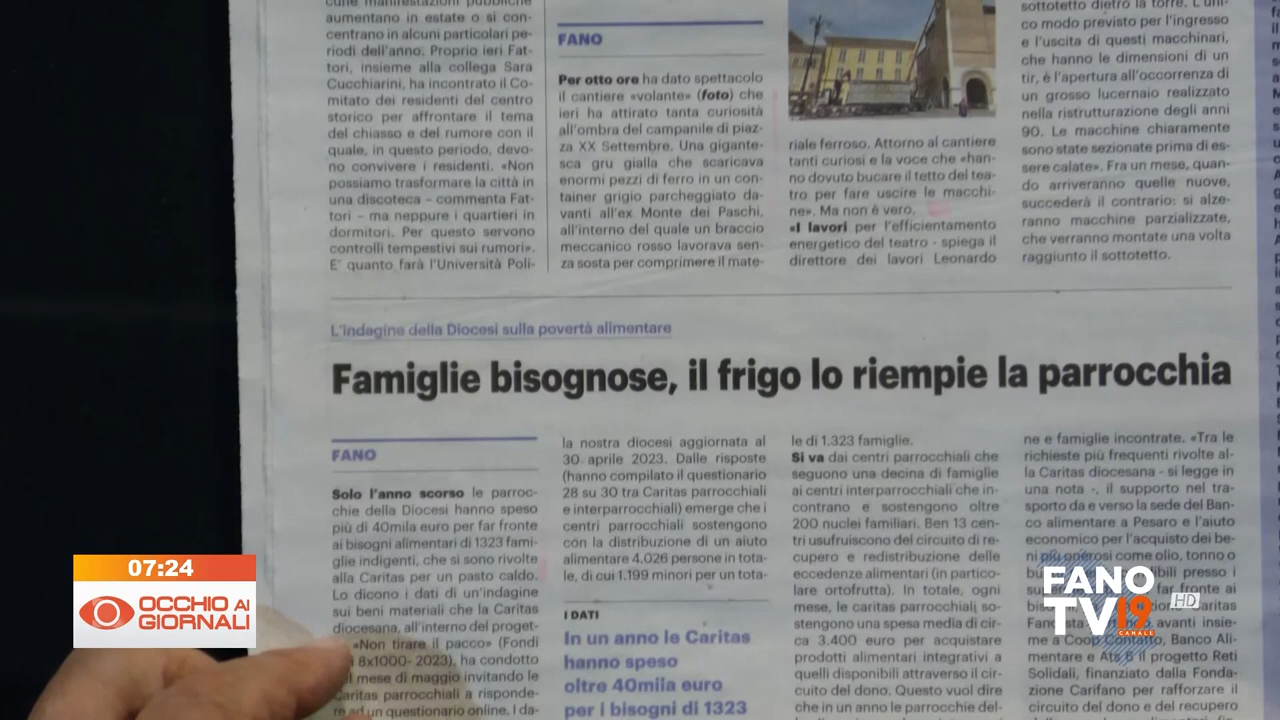 cune manifestazioni pubbliche
aumentano in estate o si con-
centrano in alcuni particolari pe-
riodi dell'anno. Proprio ieri Fat-
tori, insieme alla collega Sara
Cucchiarini, ha incontrato il Co-
mitato dei residenti del centro
storico per affrontare il tema
del chiasso e del rumore con il
quale, in questo periodo, devo-
no convivere i residenti. «Non
possiamo trasformare la città in
una discoteca – commenta Fat-
tori – ma neppure i quartieri in
dormitori. Per questo servono
controlli tempestivi sui rumori».
E' quanto farà l'Università Poli-
FANO
Per otto ore ha dato spettacolo
il cantiere «volante» (foto) che
ieri ha attirato tanta curiosità
all'ombra del campanile di piaz-
za XX Settembre. Una gigante-
sca gru gialla che scaricava
enormi pezzi di ferro in un con-
tainer grigio parcheggiato da-
vanti all'ex Monte dei Paschi,
all'interno del quale un braccio
meccanico rosso lavorava sen-
za sosta per comprimere il mate-
riale ferroso. Attorno al cantiere
tanti curiosi e la voce che «han-
no dovuto bucare il tetto del tea-
tro per fare uscire le macchi-
ne». Ma non è vero.
«I lavori per l'efficientamento
energetico del teatro - spiega il
direttore dei lavori Leonardo
sottotetto dietro la torre. L'uni-
co modo previsto per l'ingresso
e l'uscita di questi macchinari,
che hanno le dimensioni di un
tir, è l'apertura all'occorrenza di
un grosso lucernaio realizzato
nella ristrutturazione degli anni
90. Le macchine chiaramente
sono state sezionate prima di es-
sere calate». Fra un mese, quan-
do arriveranno quelle nuove,
succederà il contrario: si alze-
ranno macchine parzializzate,
che verranno montate una volta
raggiunto il sottotetto.
L'indagine della Diocesi sulla povertà alimentare
Famiglie bisognose, il frigo lo riempie la parrocchia
FANO
Solo l'anno scorso le parroc-
chie della Diocesi hanno speso
più di 40mila euro per far fronte
ai bisogni alimentari di 1323 fami-
glie indigenti, che si sono rivolte
alla Caritas per un pasto caldo.
Lo dicono i dati di un'indagine
sui beni materiali che la Caritas
diocesana, all'interno del proget-
«Non tirare il pacco» (Fondi
8x1000- 2023), ha condotto
mese di maggio invitando le
Caritas parrocchiali a risponde-
re ad un questionario online. I da-
la nostra diocesi aggiornata al
30 aprile 2023. Dalle risposte
(hanno compilato il questionario
28 su 30 tra Caritas parrocchiali
e interparrocchiali) emerge che i
centri parrocchiali sostengono
con la distribuzione di un aiuto
alimentare 4.026 persone in tota-
le, di cui 1.199 minori per un tota-
I DATI
In un anno le Caritas
hanno speso
oltre 40mila euro
per i bisogni di 1323
le di 1.323 famiglie.
Si va dai centri parrocchiali che
seguono una decina di famiglie
ai centri interparrocchiali che in-
contrano e sostengono oltre
200 nuclei familiari. Ben 13 cen-
tri usufruiscono del circuito di re-
cupero e redistribuzione delle
eccedenze alimentari (in partico-
lare ortofrutta). In totale, ogni
mese, le caritas parrocchiali so-
stengono una spesa media di cir-
ca 3.400 euro per acquistare
prodotti alimentari integrativi a
quelli disponibili attraverso il cir-
cuito del dono. Questo vuol dire
che in un anno le parrocchie del-
ne e famiglie incontrate. «Tra le
richieste più frequenti rivolte al-
la Caritas diocesana - si legge in
una nota -, il supporto nel tra-
sporto da e verso la sede del Ban-
co alimentare a Pesaro e l'aiuto
economico per l'acquisto dei be-
ni più onerosi come olio, tonno o
presso i
far fronte ai
Caritas
Fano sta avanti insie-
me a Coop Contatto, Banco Ali-
mentare e Ats 6 il progetto Reti
Solidali, finanziato dalla Fonda-
zione Carifano per rafforzare il
circuito del dono e del recupero
07:24
OCCHIO AI
GIORNALI
FANO
TV 19
CANALE
HD